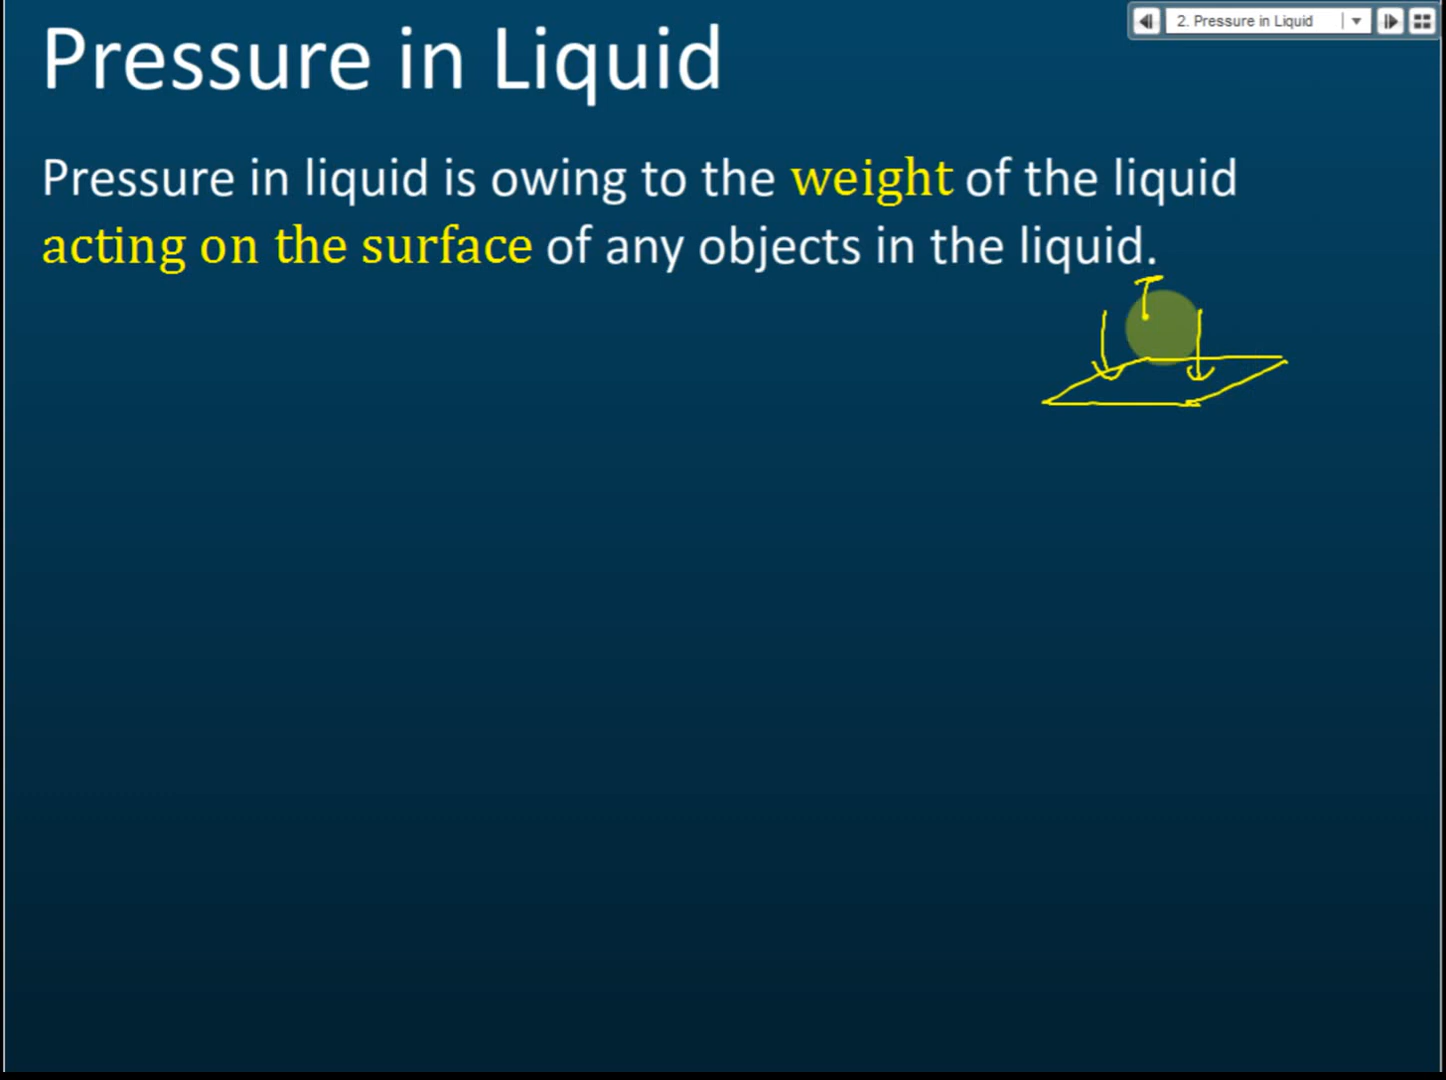 Pressure in Liquid
2. Pressure in Liquid
Pressure in liquid is owing to the weight of the liquid
acting on the surface of any objects in the liquid.